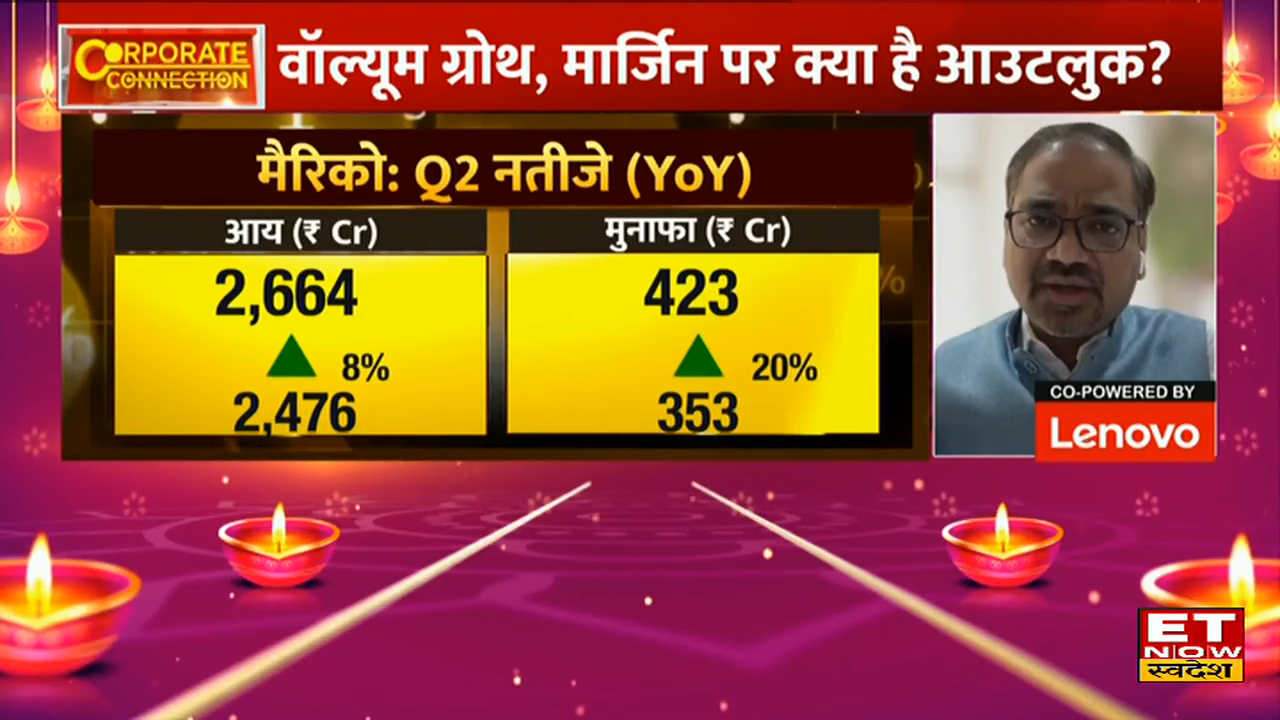 CORPORATE
CONNECTION
वॉल्यूम ग्रोथ, मार्जिन पर क्या है आउटलुक?
मैरिको: Q2 नतीजे (YoY)
आय (₹ Cr)
2,664
8%
2,476
मुनाफा (₹ Cr)
423
20%
353
%
CO-POWERED BY
Lenovo
ET
NOW
स्वदेश